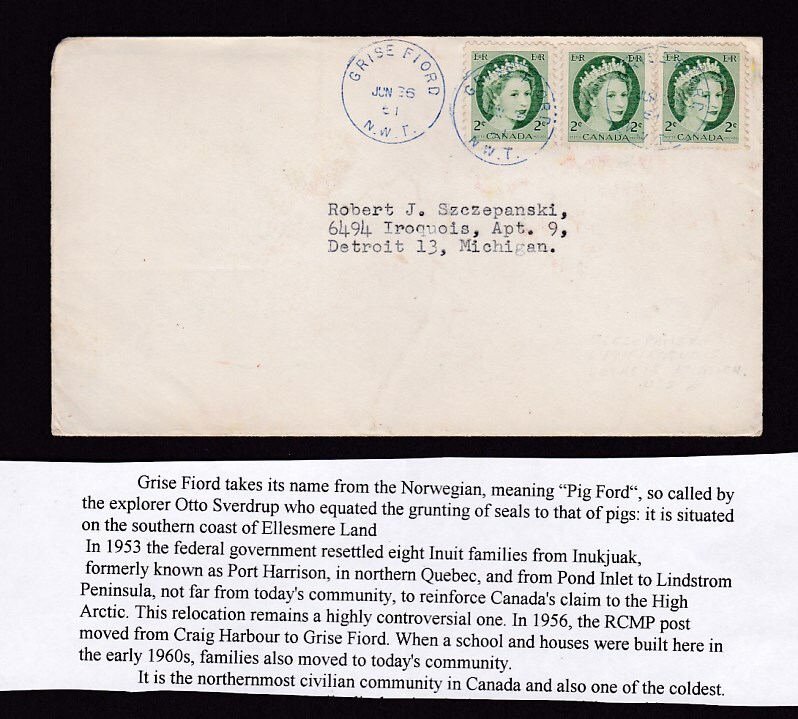 GRISE FIORD
JUN 26
61
N.W.T.
N.W.T.
E R E R
2c 2c
CANADA
E R E R
2c 2c
CANADA
E R E R
2c 2c
CANADA
Robert J. Szczepanski,
6494 Iroquois, Apt. 9,
Detroit 13, Michigan.
Grise Fiord takes its name from the Norwegian, meaning “Pig Ford“, so called by
the explorer Otto Sverdrup who equated the grunting of seals to that of pigs: it is situated
on the southern coast of Ellesmere Land
In 1953 the federal government resettled eight Inuit families from Inukjuak,
formerly known as Port Harrison, in northern Quebec, and from Pond Inlet to Lindstrom
Peninsula, not far from today's community, to reinforce Canada's claim to the High
Arctic. This relocation remains a highly controversial one. In 1956, the RCMP post
moved from Craig Harbour to Grise Fiord. When a school and houses were built here in
the early 1960s, families also moved to today's community.
It is the northernmost civilian community in Canada and also one of the coldest.